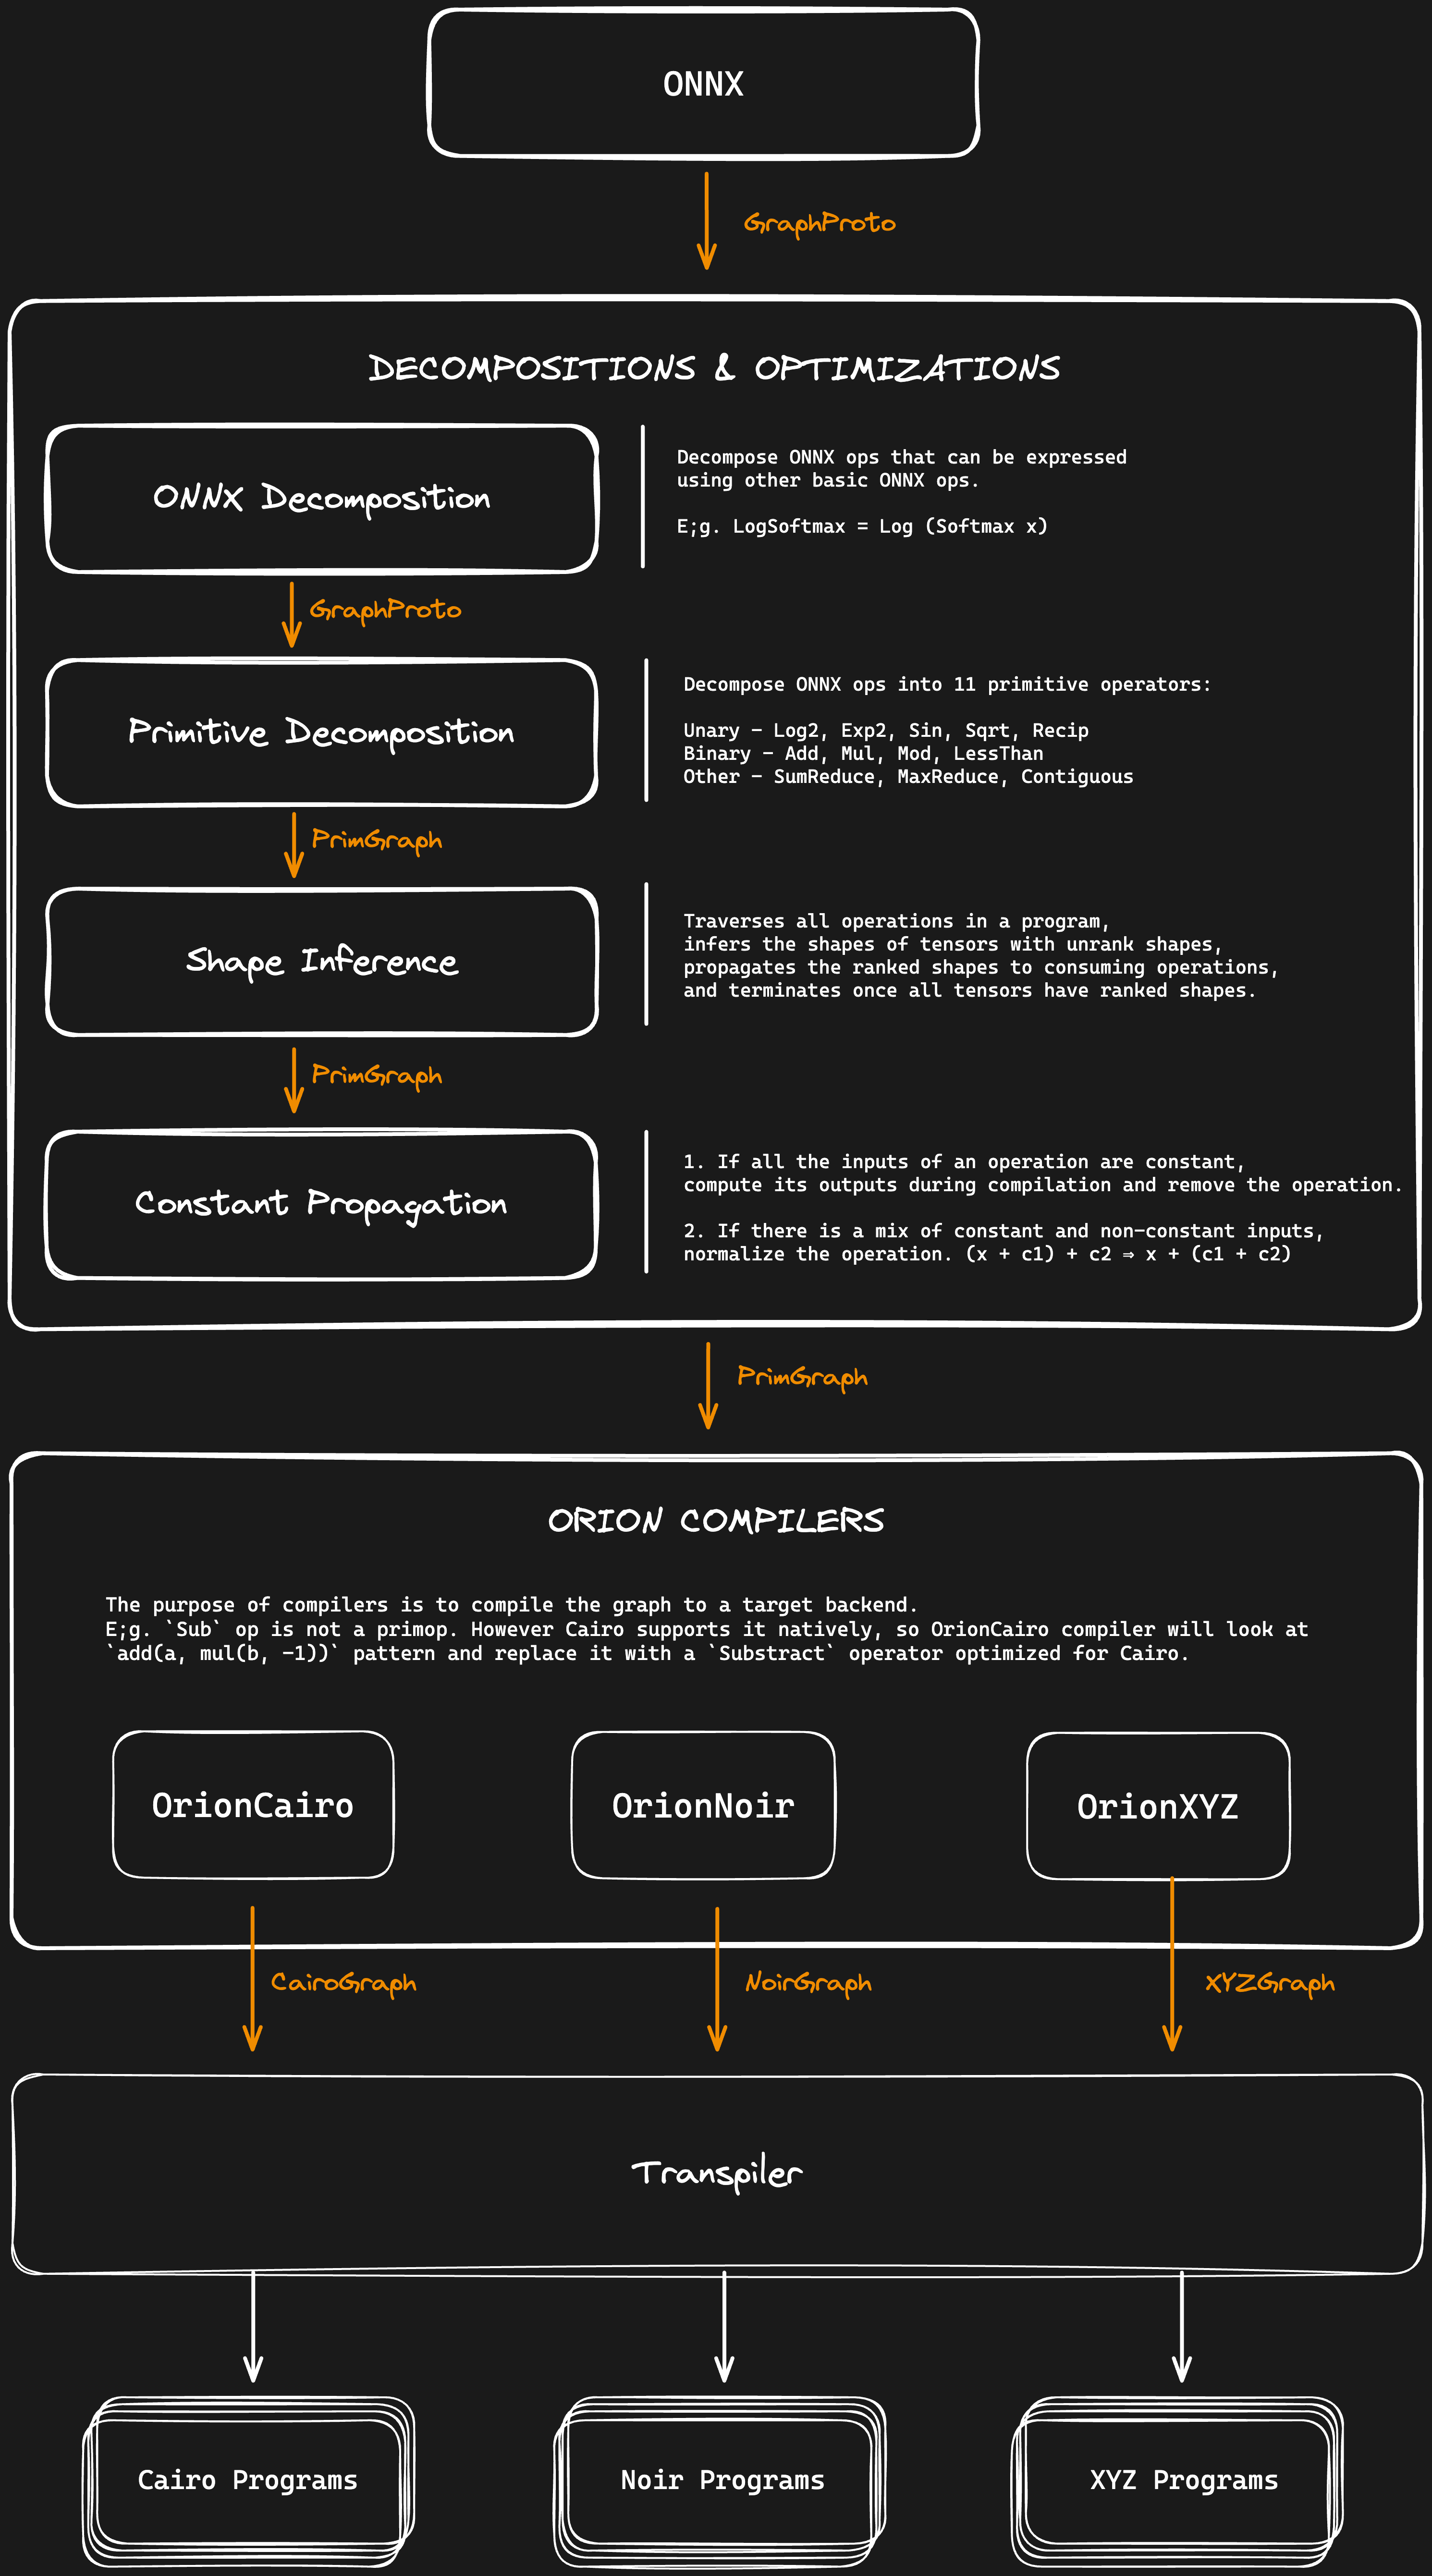 ONNX
GraphProto
DECOMPOSITIONS & OPTIMIZATIONS
ONNX Decomposition
Decompose ONNX ops that can be expressed
using other basic ONNX ops.
E;g. LogSoftmax = Log (Softmax x)
GraphProto
Primitive Decomposition
Decompose ONNX ops into 11 primitive operators:
Unary - Log2, Exp2, Sin, Sqrt, Recip
Binary - Add, Mul, Mod, LessThan
Other - SumReduce, MaxReduce, Contiguous
PrimGraph
Shape Inference
Traverses all operations in a program,
infers the shapes of tensors with unrank shapes,
propagates the ranked shapes to consuming operations,
and terminates once all tensors have ranked shapes.
PrimGraph
Constant Propagation
1. If all the inputs of an operation are constant,
compute its outputs during compilation and remove the operation.
2. If there is a mix of constant and non-constant inputs,
normalize the operation. (x + c1) + c2 ⇒ x + (c1 + c2)
PrimGraph
ORION COMPILERS
The purpose of compilers is to compile the graph to a target backend.
E;g. `Sub` op is not a primop. However Cairo supports it natively, so OrionCairo compiler will look at
`add(a, mul(b, -1))` pattern and replace it with a `Substract` operator optimized for Cairo.
OrionCairo
OrionNoir
OrionXYZ
CairoGraph
NoirGraph
XYZGraph
Transpiler
Cairo Programs
Noir Programs
XYZ Programs